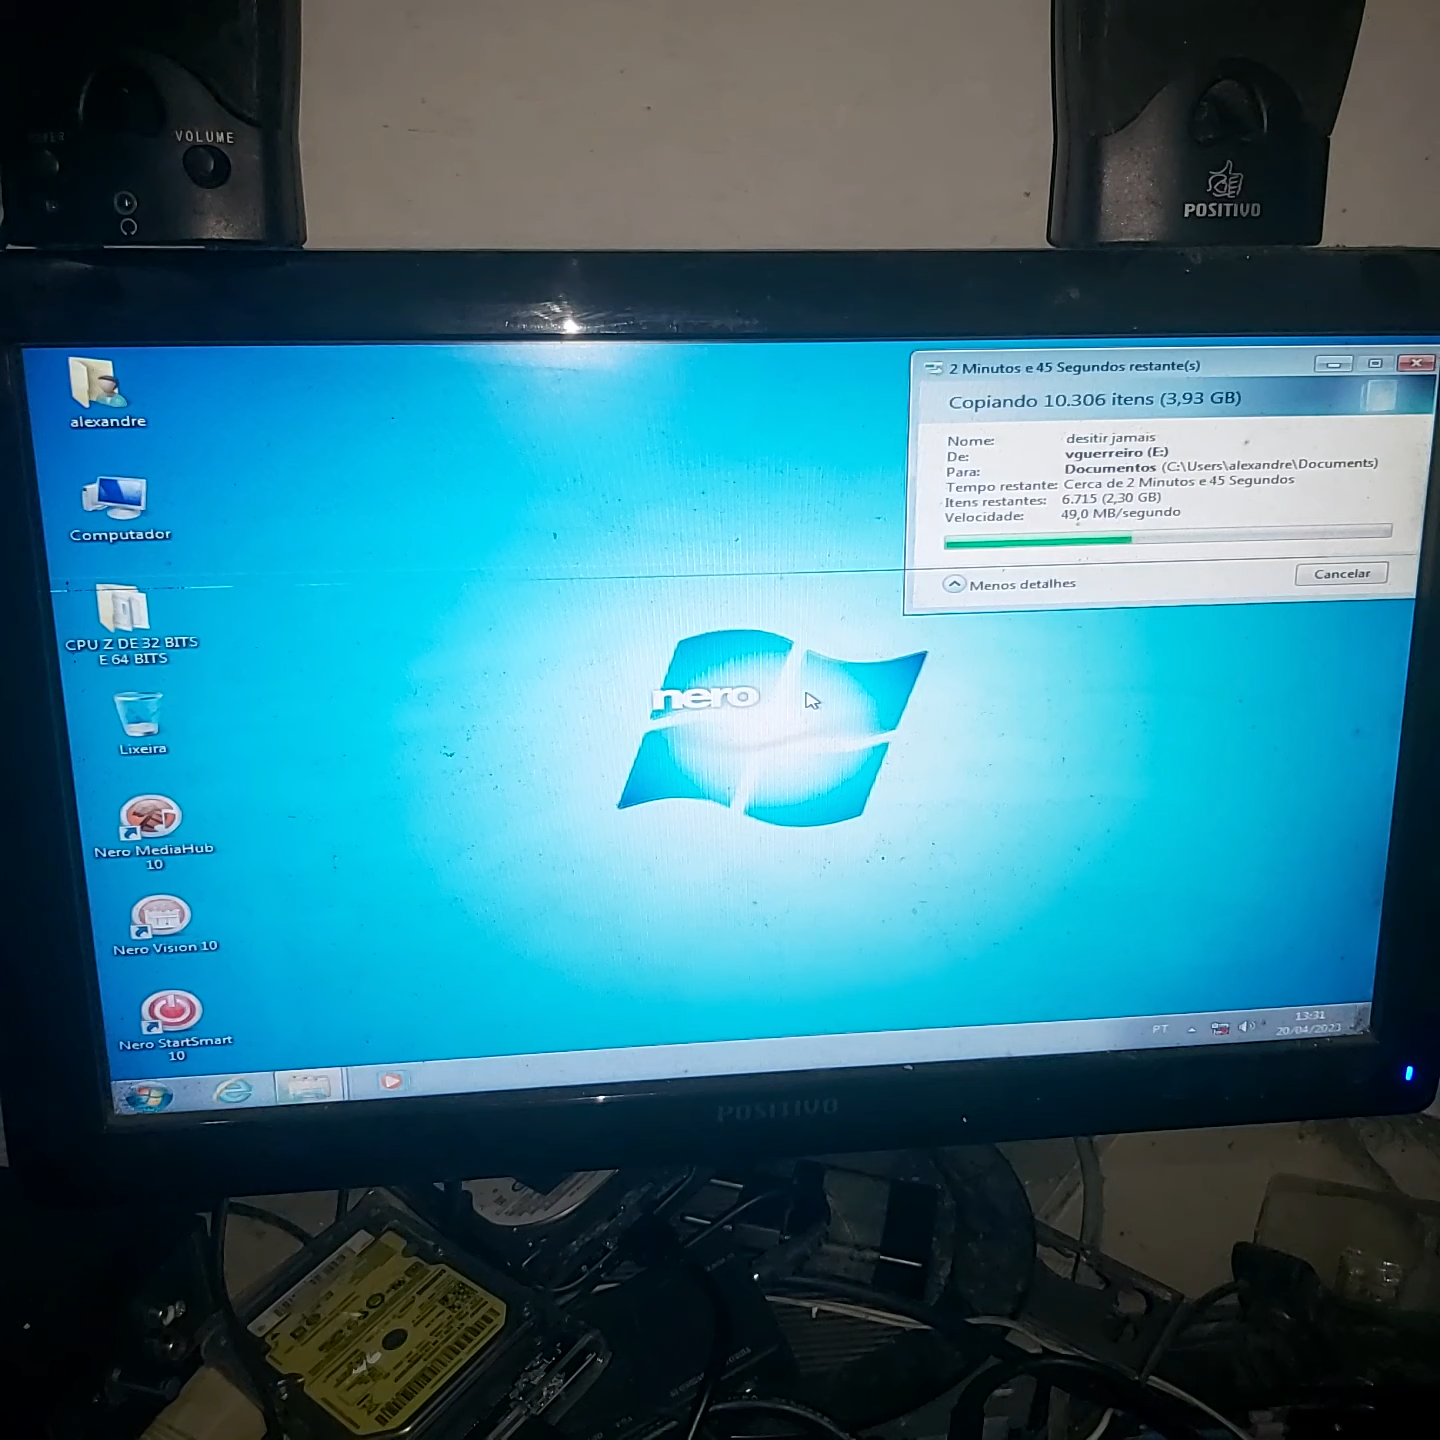 VOLUME
POSITIVO
alexandre
Computador
CPU Z DE 32 BITS
E 64 BITS
Lixeira
Nero MediaHub
10
Nero Vision 10
Nero StartSmart
10
2 Minutos e 45 Segundos restante(s)
Copiando 10.306 itens (3,93 GB)
Nome: desitir jamais
De: vguerreiro (E:)
Para: Documentos (C:\Users\alexandre\Documents)
Tempo restante: Cerca de 2 Minutos e 45 Segundos
Itens restantes: 6.715 (2,30 GB)
Velocidade: 49,0 MB/segundo
Menos detalhes
Cancelar
nero
PT
13:31
20/04/2023
POSITIVO